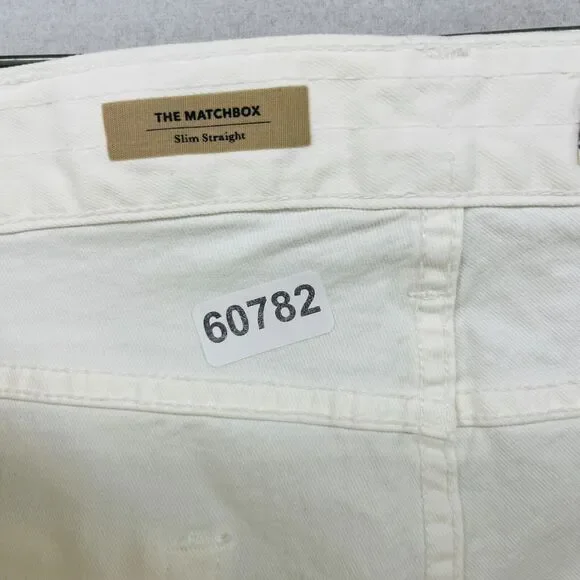 THE MATCHBOX
Slim Straight
60782